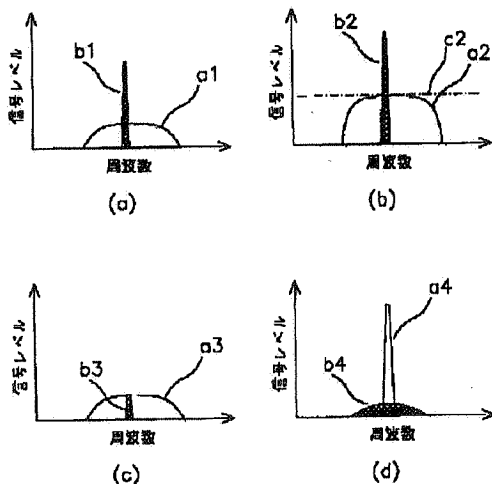 信号レベル
b1
a1
周波数
(a)
信号レベル
b2
c2
a2
周波数
(b)
信号レベル
b3
a3
周波数
(c)
信号レベル
a4
b4
周波数
(d)